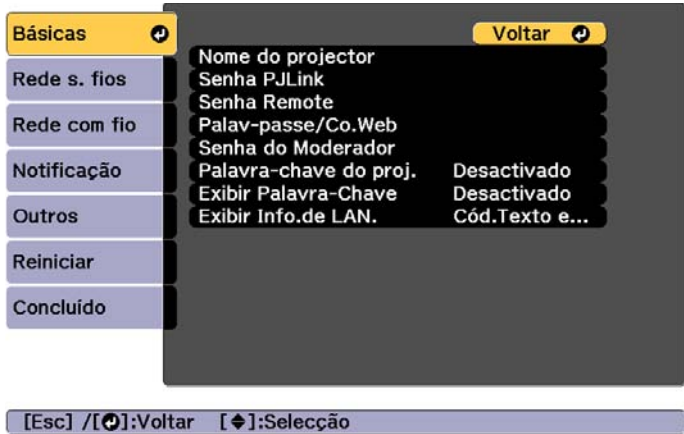 Básicas
Rede s. fios
Rede com fio
Notificação
Outros
Reiniciar
Concluído
Voltar
Nome do projector
Senha PJLink
Senha Remote
Palav-passe/Co.Web
Senha do Moderador
Palavra-chave do proj. Desactivado
Exibir Palavra-Chave Desactivado
Exibir Info.de LAN. Cód.Texto e...
[Esc] /[↵]:Voltar [◆]:Selecção